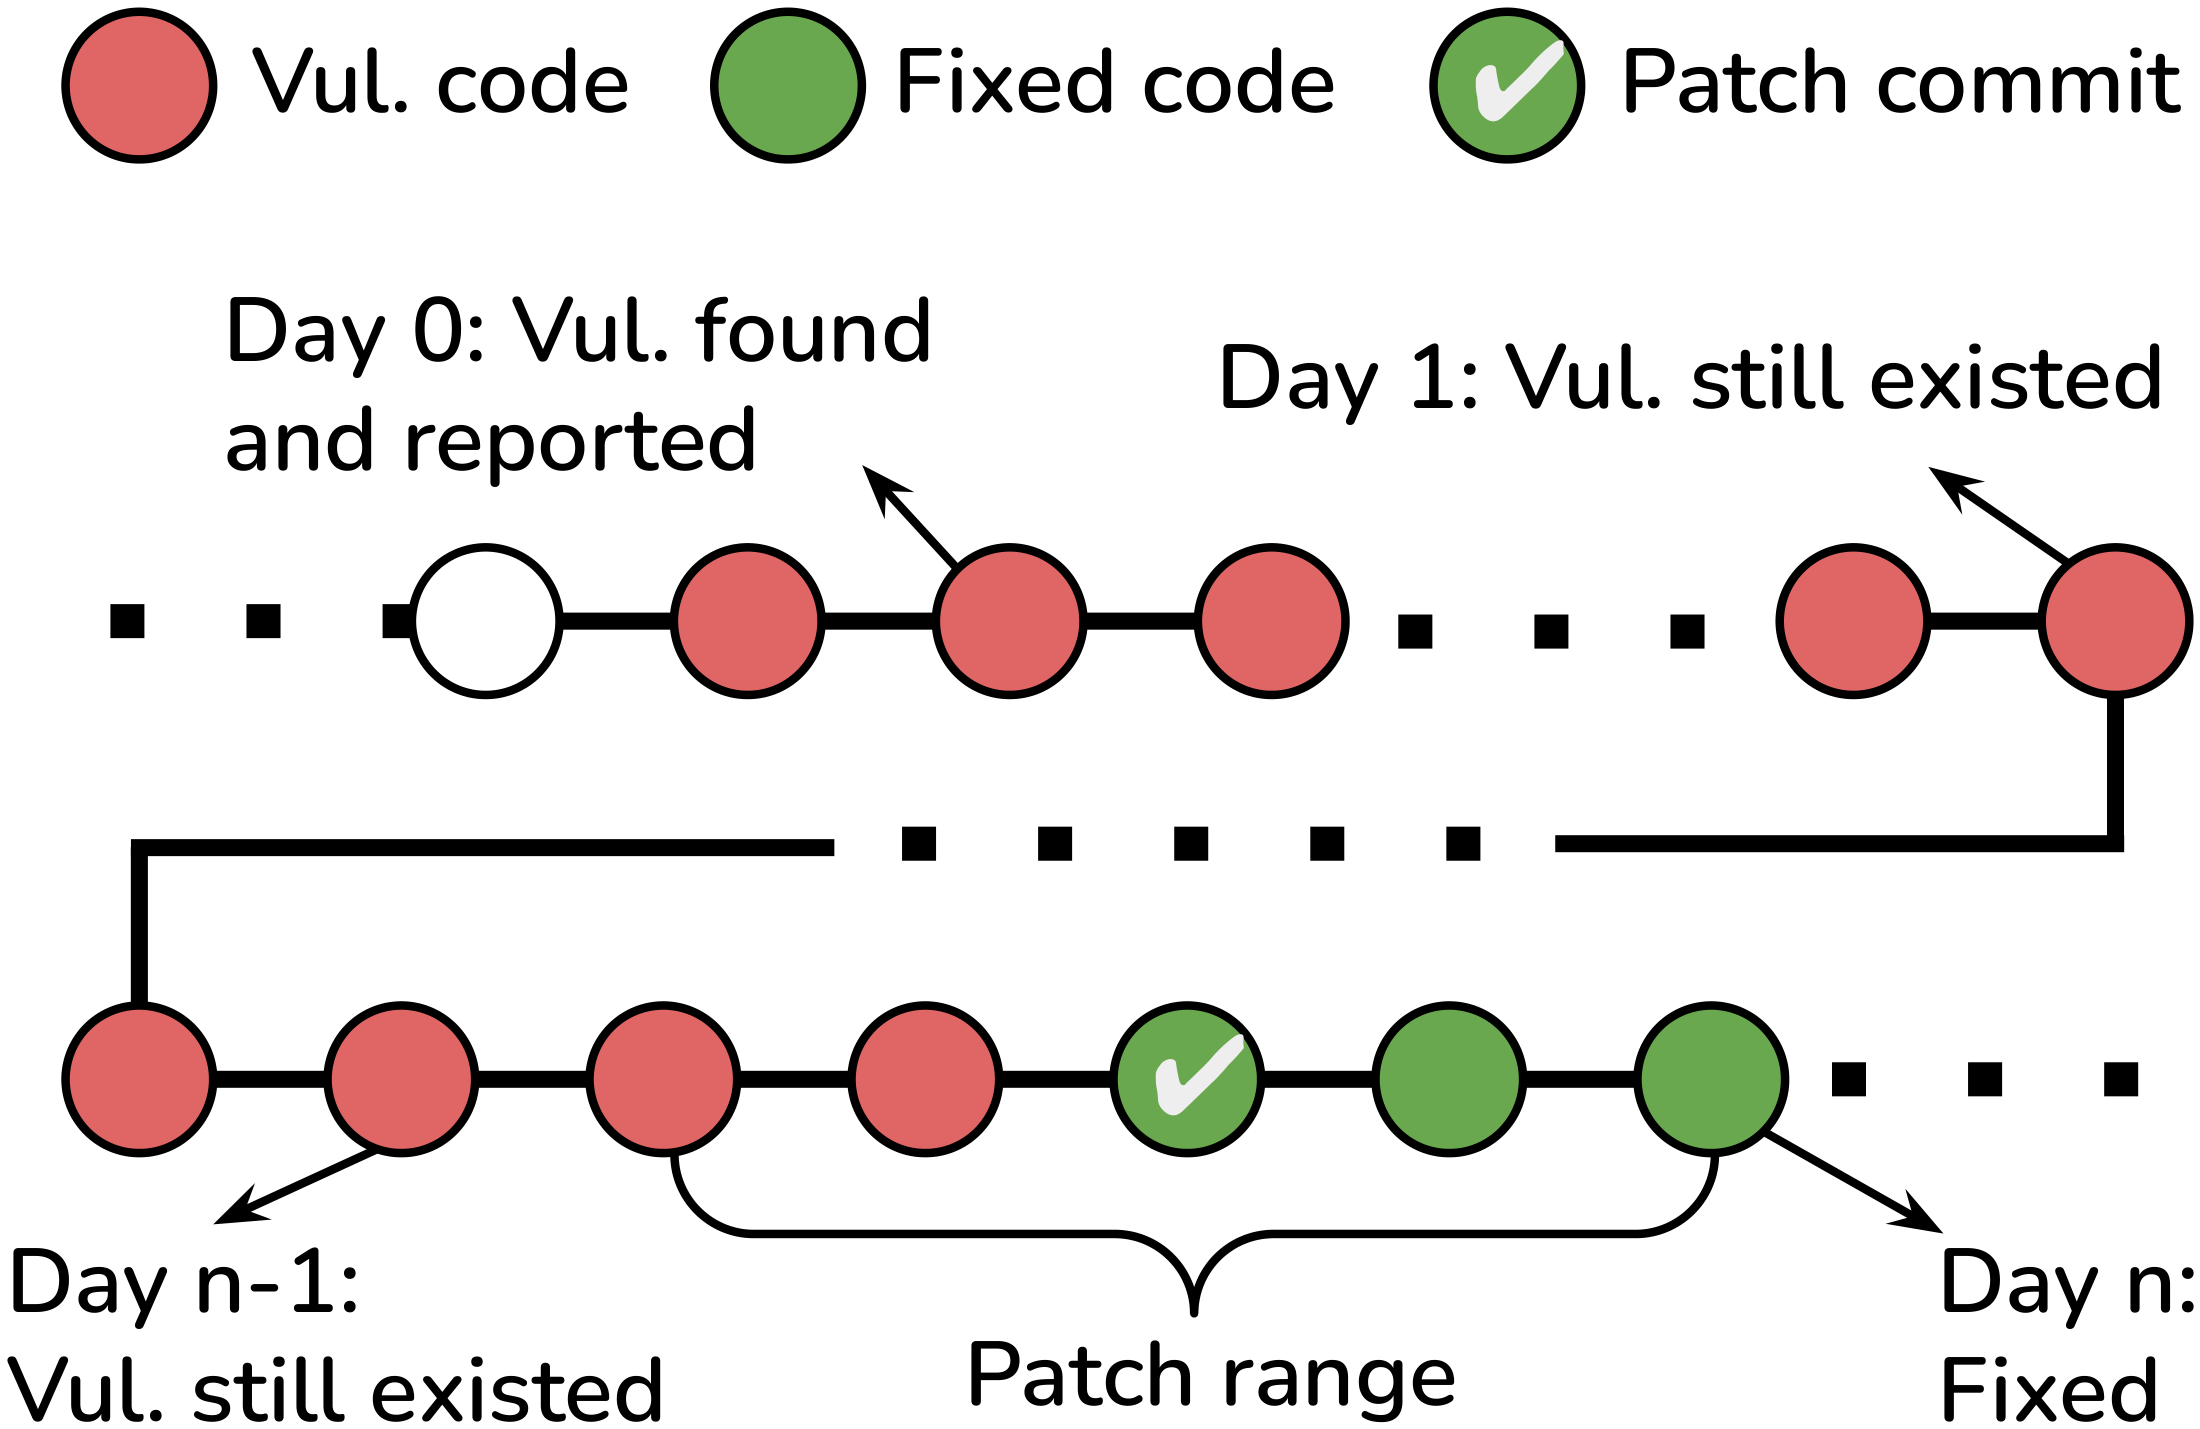 Vul. code
Fixed code
Patch commit
Day 0: Vul. found
and reported
Day 1: Vul. still existed
Day n-1:
Vul. still existed
Patch range
Day n:
Fixed